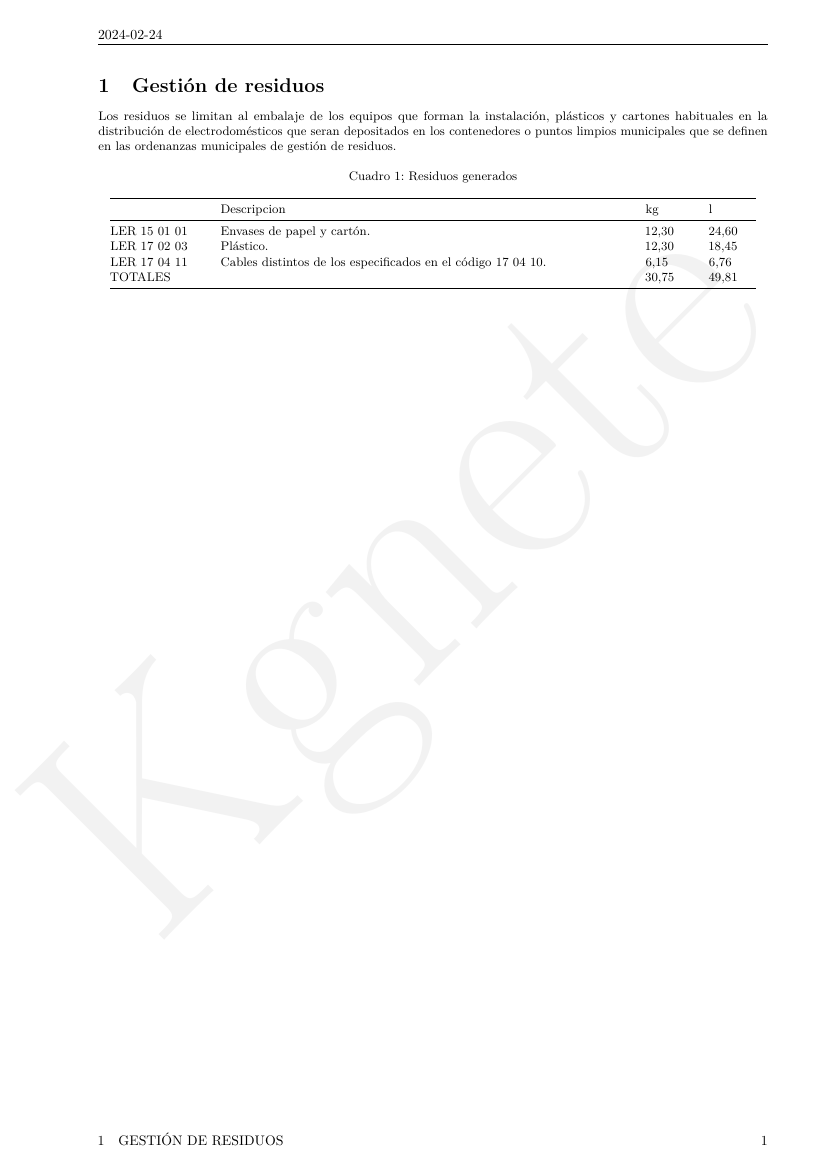 2024-02-24
1 Gestión de residuos
Los residuos se limitan al embalaje de los equipos que forman la instalación, plásticos y cartones habituales en la
distribución de electrodomésticos que seran depositados en los contenedores o puntos limpios municipales que se definen
en las ordenanzas municipales de gestión de residuos.
Cuadro 1: Residuos generados
Descripcion kg l
LER 15 01 01 Envases de papel y cartón. 12,30 24,60
LER 17 02 03 Plástico. 12,30 18,45
LER 17 04 11 Cables distintos de los especificados en el código 17 04 10. 6,15 6,76
TOTALES 30,75 49,81
Kgnete
1 GESTIÓN DE RESIDUOS 1